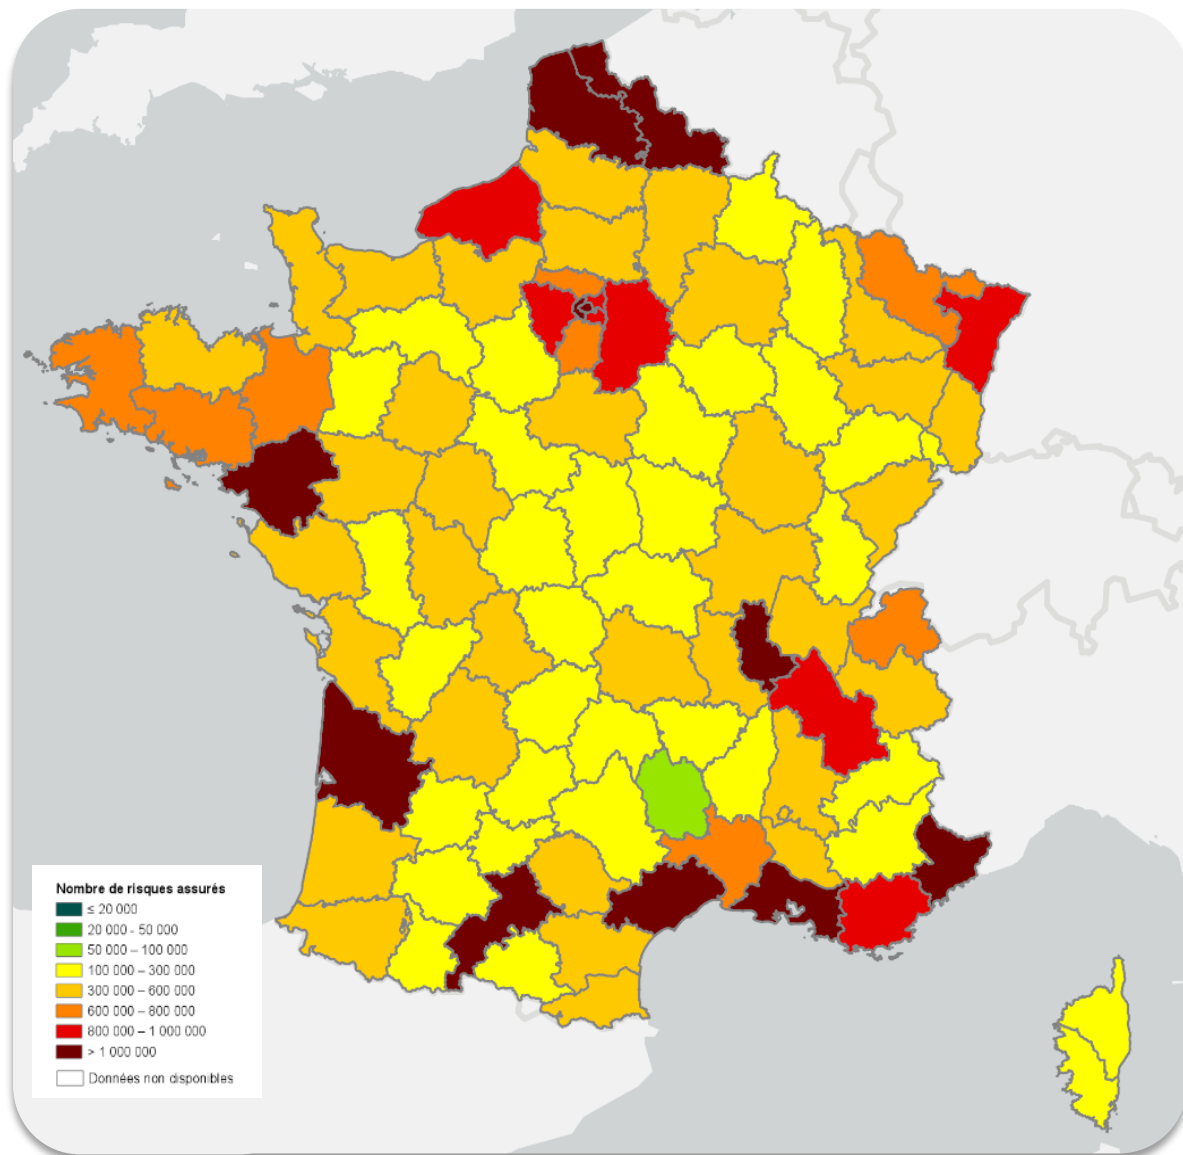 Nombre de risques assurés
≤ 20 000
20 000 - 50 000
50 000 – 100 000
100 000 – 300 000
300 000 – 600 000
600 000 – 800 000
800 000 – 1 000 000
> 1 000 000
Données non disponibles